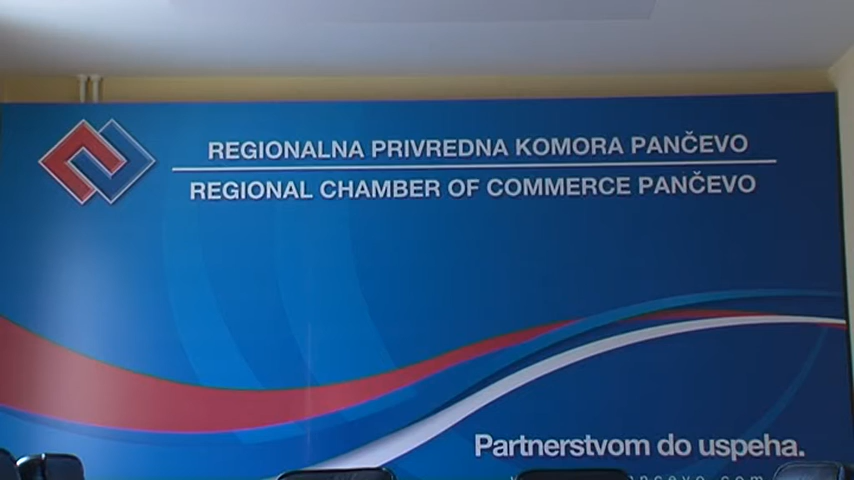 REGIONALNA PRIVREDNA KOMORA PANČEVO
REGIONAL CHAMBER OF COMMERCE PANČEVO
Partnerstvom do uspeha.